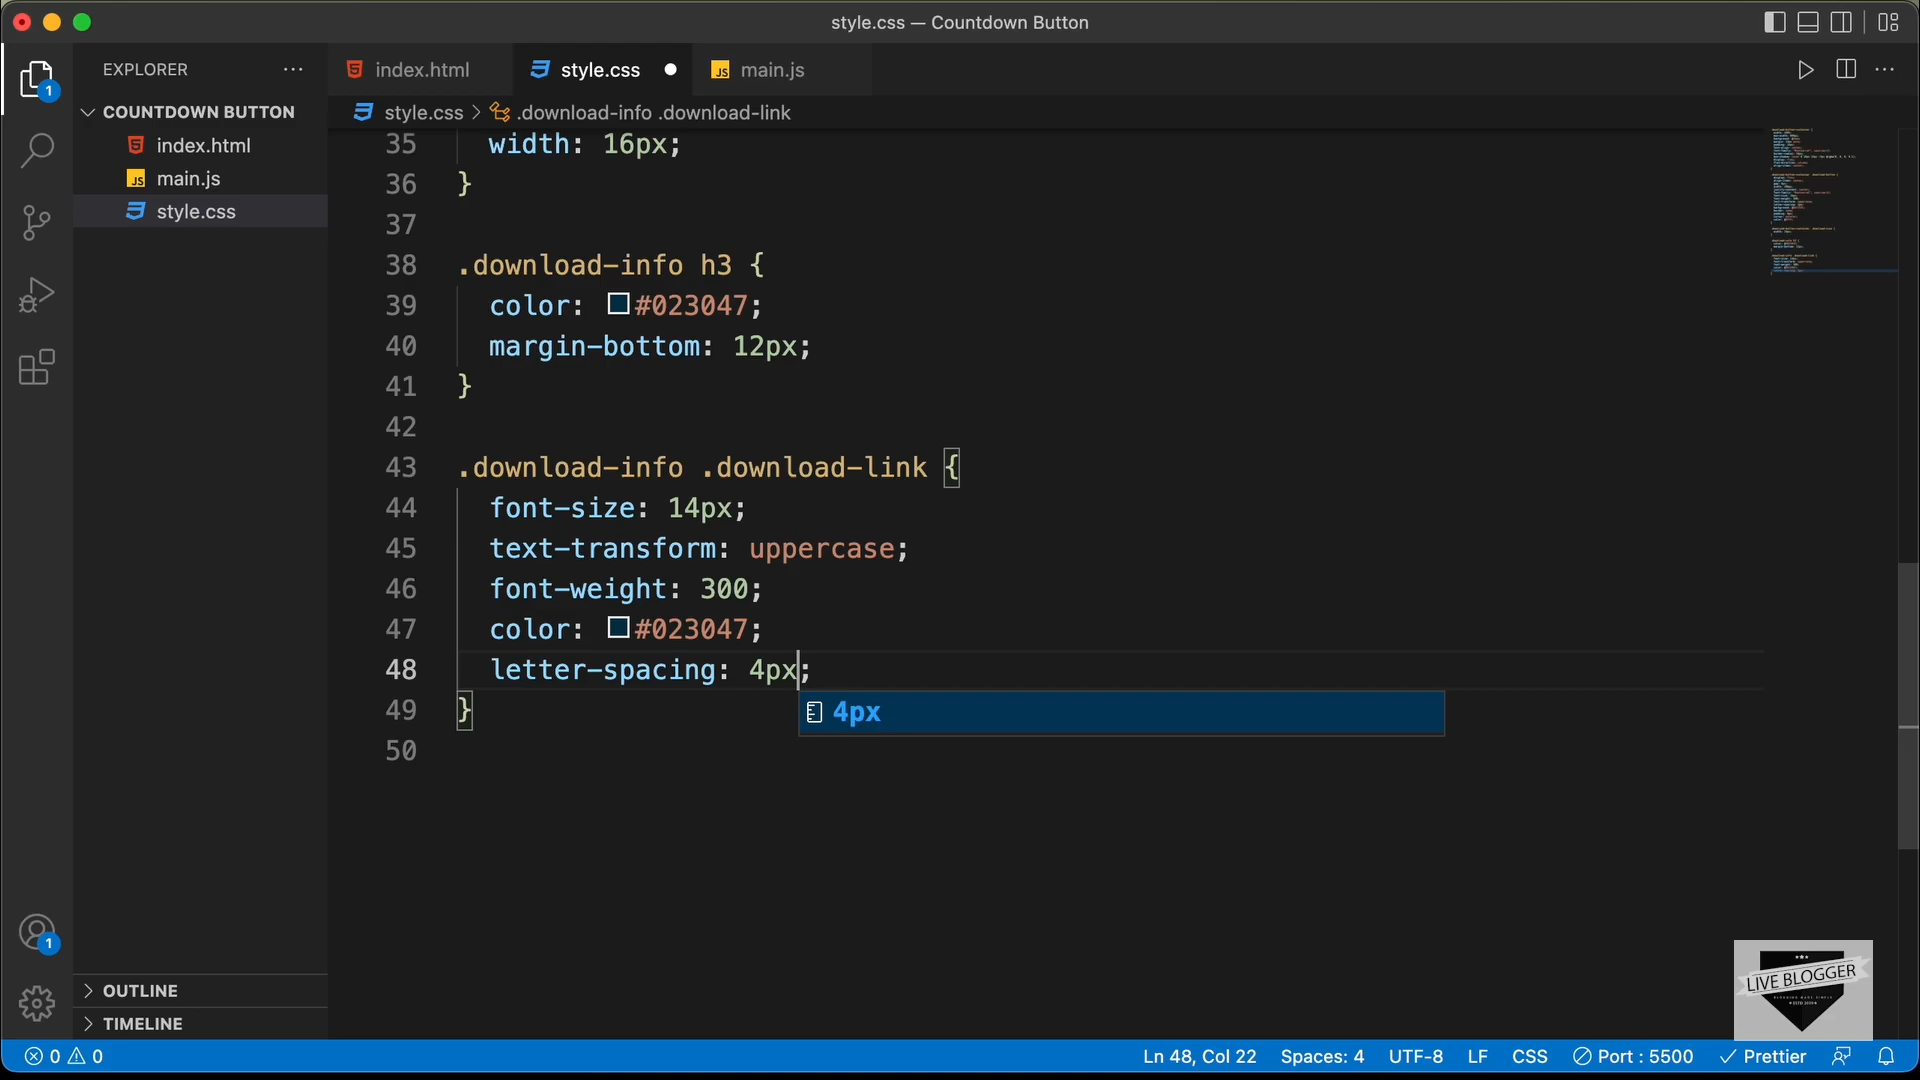 style.css — Countdown Button
EXPLORER
index.html
style.css
main.js
1
COUNTDOWN BUTTON
style.css > .download-info .download-link
index.html
main.js
style.css
35 width: 16px;
36 }
37
38 .download-info h3 {
39 color: #023047;
40 margin-bottom: 12px;
41 }
42
43 .download-info .download-link {
44 font-size: 14px;
45 text-transform: uppercase;
46 font-weight: 300;
47 color: #023047;
48 letter-spacing: 4px;
49 }
4px
50
1
OUTLINE
TIMELINE
LIVE BLOGGER
0 0
Ln 48, Col 22 Spaces: 4 UTF-8 LF CSS Port : 5500 Prettier